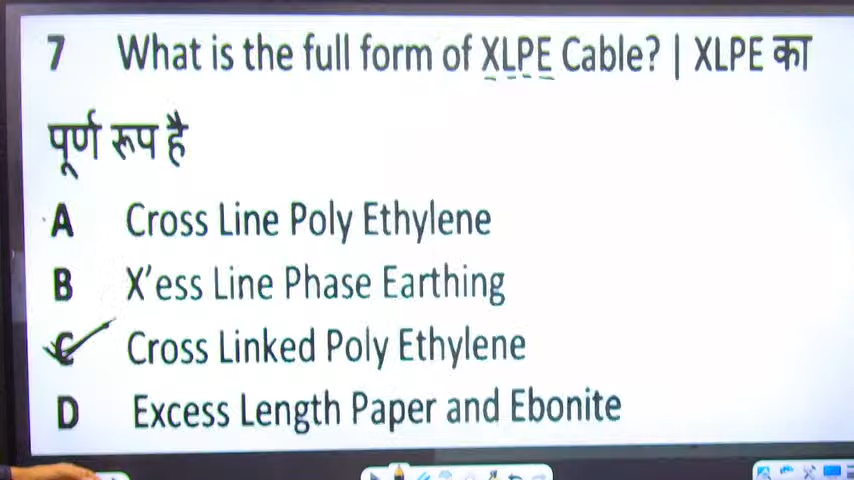 7 What is the full form of XLPE Cable? | XLPE का
पूर्ण रूप है
A Cross Line Poly Ethylene
B X’ess Line Phase Earthing
C Cross Linked Poly Ethylene
D Excess Length Paper and Ebonite